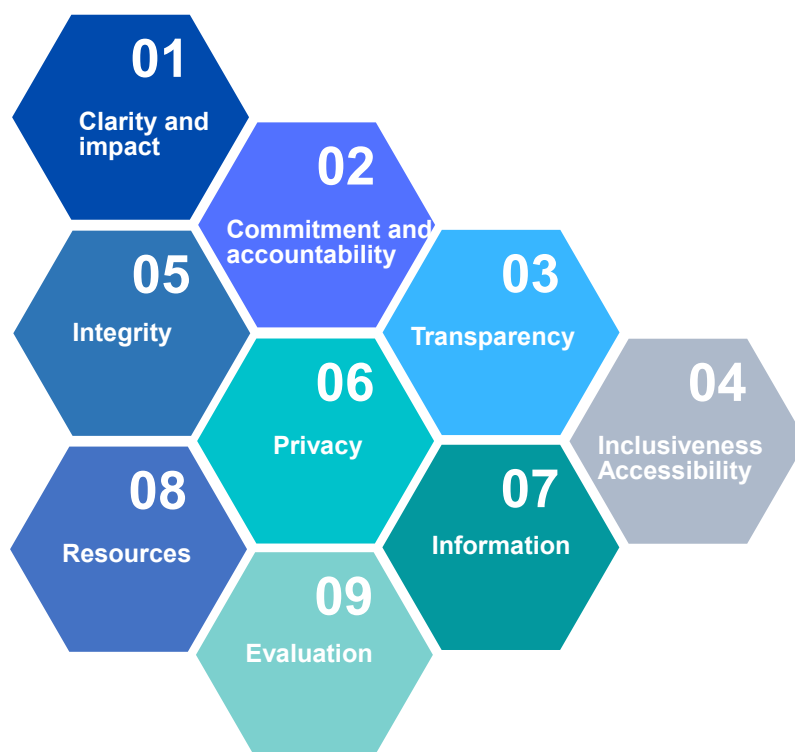 01
Clarity and
impact
02
Commitment and
accountability
03
Transparency
04
Inclusiveness
Accessibility
05
Integrity
06
Privacy
07
Information
08
Resources
09
Evaluation